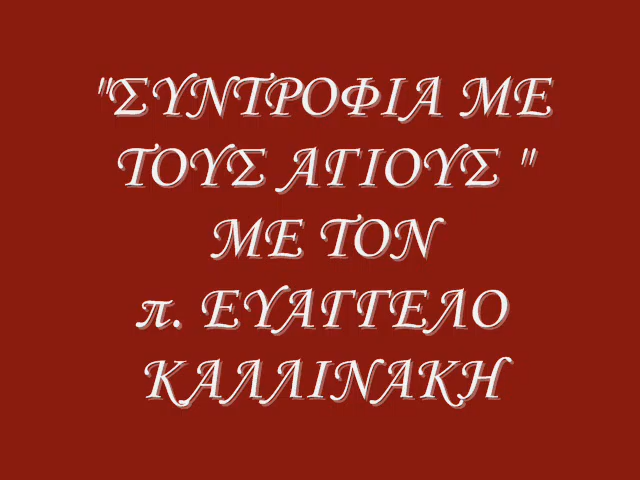 "ΣΥΝΤΡΟΦΙΑ ΜΕ
ΤΟΥΣ ΑΓΙΟΥΣ "
ΜΕ ΤΟΝ
π. ΕΥΑΓΓΕΛΟ
ΚΑΛΛΙΝΑΚΗ